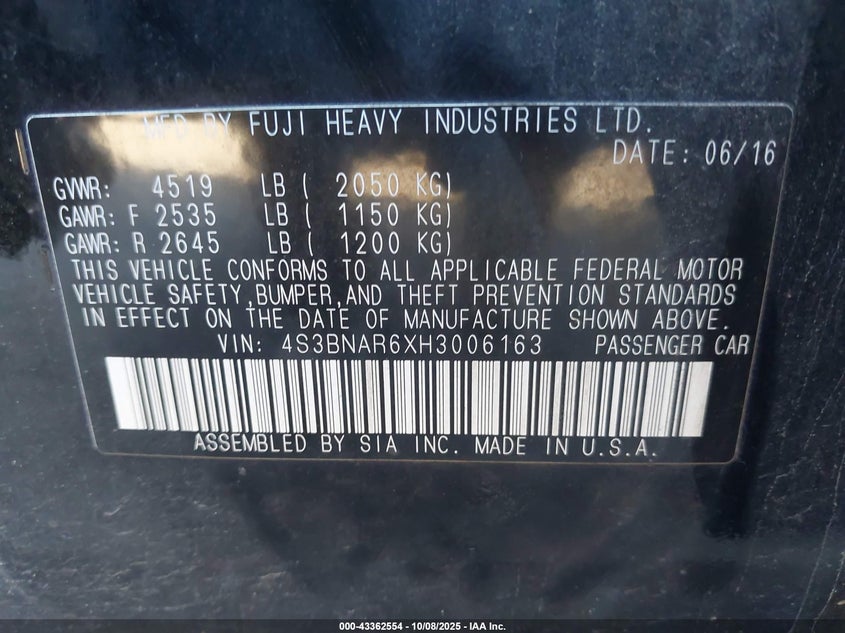 MFD BY FUJI HEAVY INDUSTRIES LTD.
DATE: 06/16
GVWR: 4519 LB ( 2050 KG)
GAWR: F 2535 LB ( 1150 KG)
GAWR: R 2645 LB ( 1200 KG)
THIS VEHICLE CONFORMS TO ALL APPLICABLE FEDERAL MOTOR
VEHICLE SAFETY,BUMPER,AND THEFT PREVENTION STANDARDS
IN EFFECT ON THE DATE OF MANUFACTURE SHOWN ABOVE.
VIN: 4S3BNAR6XH3006163 PASSENGER CAR
ASSEMBLED BY SIA INC. MADE IN U.S.A.
000-43362554 - 10/08/2025 - IAA Inc.